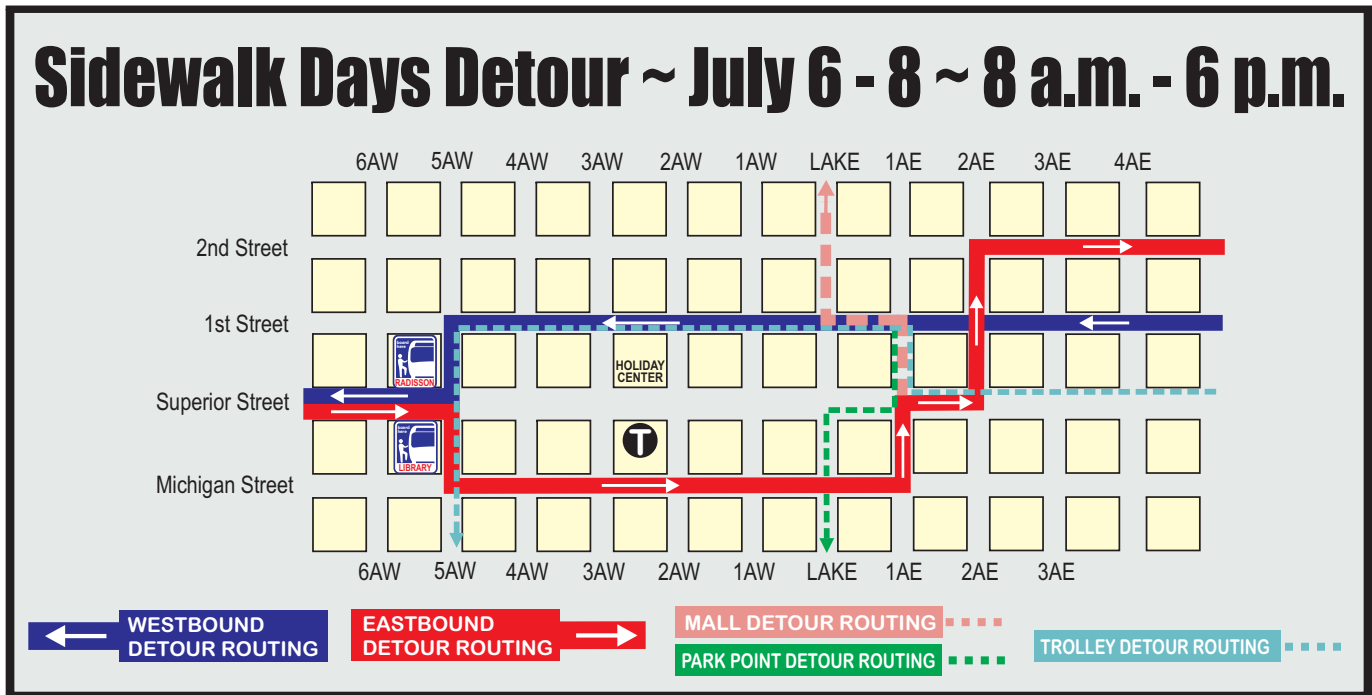 Sidewalk Days Detour ~ July 6 - 8 ~ 8 a.m. - 6 p.m.
6AW 5AW 4AW 3AW 2AW 1AW LAKE 1AE 2AE 3AE 4AE
2nd Street
1st Street
HOLIDAY
CENTER
RADISSON
Superior Street
T
LIBRARY
Michigan Street
6AW 5AW 4AW 3AW 2AW 1AW LAKE 1AE 2AE 3AE
WESTBOUND
DETOUR ROUTING
EASTBOUND
DETOUR ROUTING
MALL DETOUR ROUTING
PARK POINT DETOUR ROUTING
TROLLEY DETOUR ROUTING